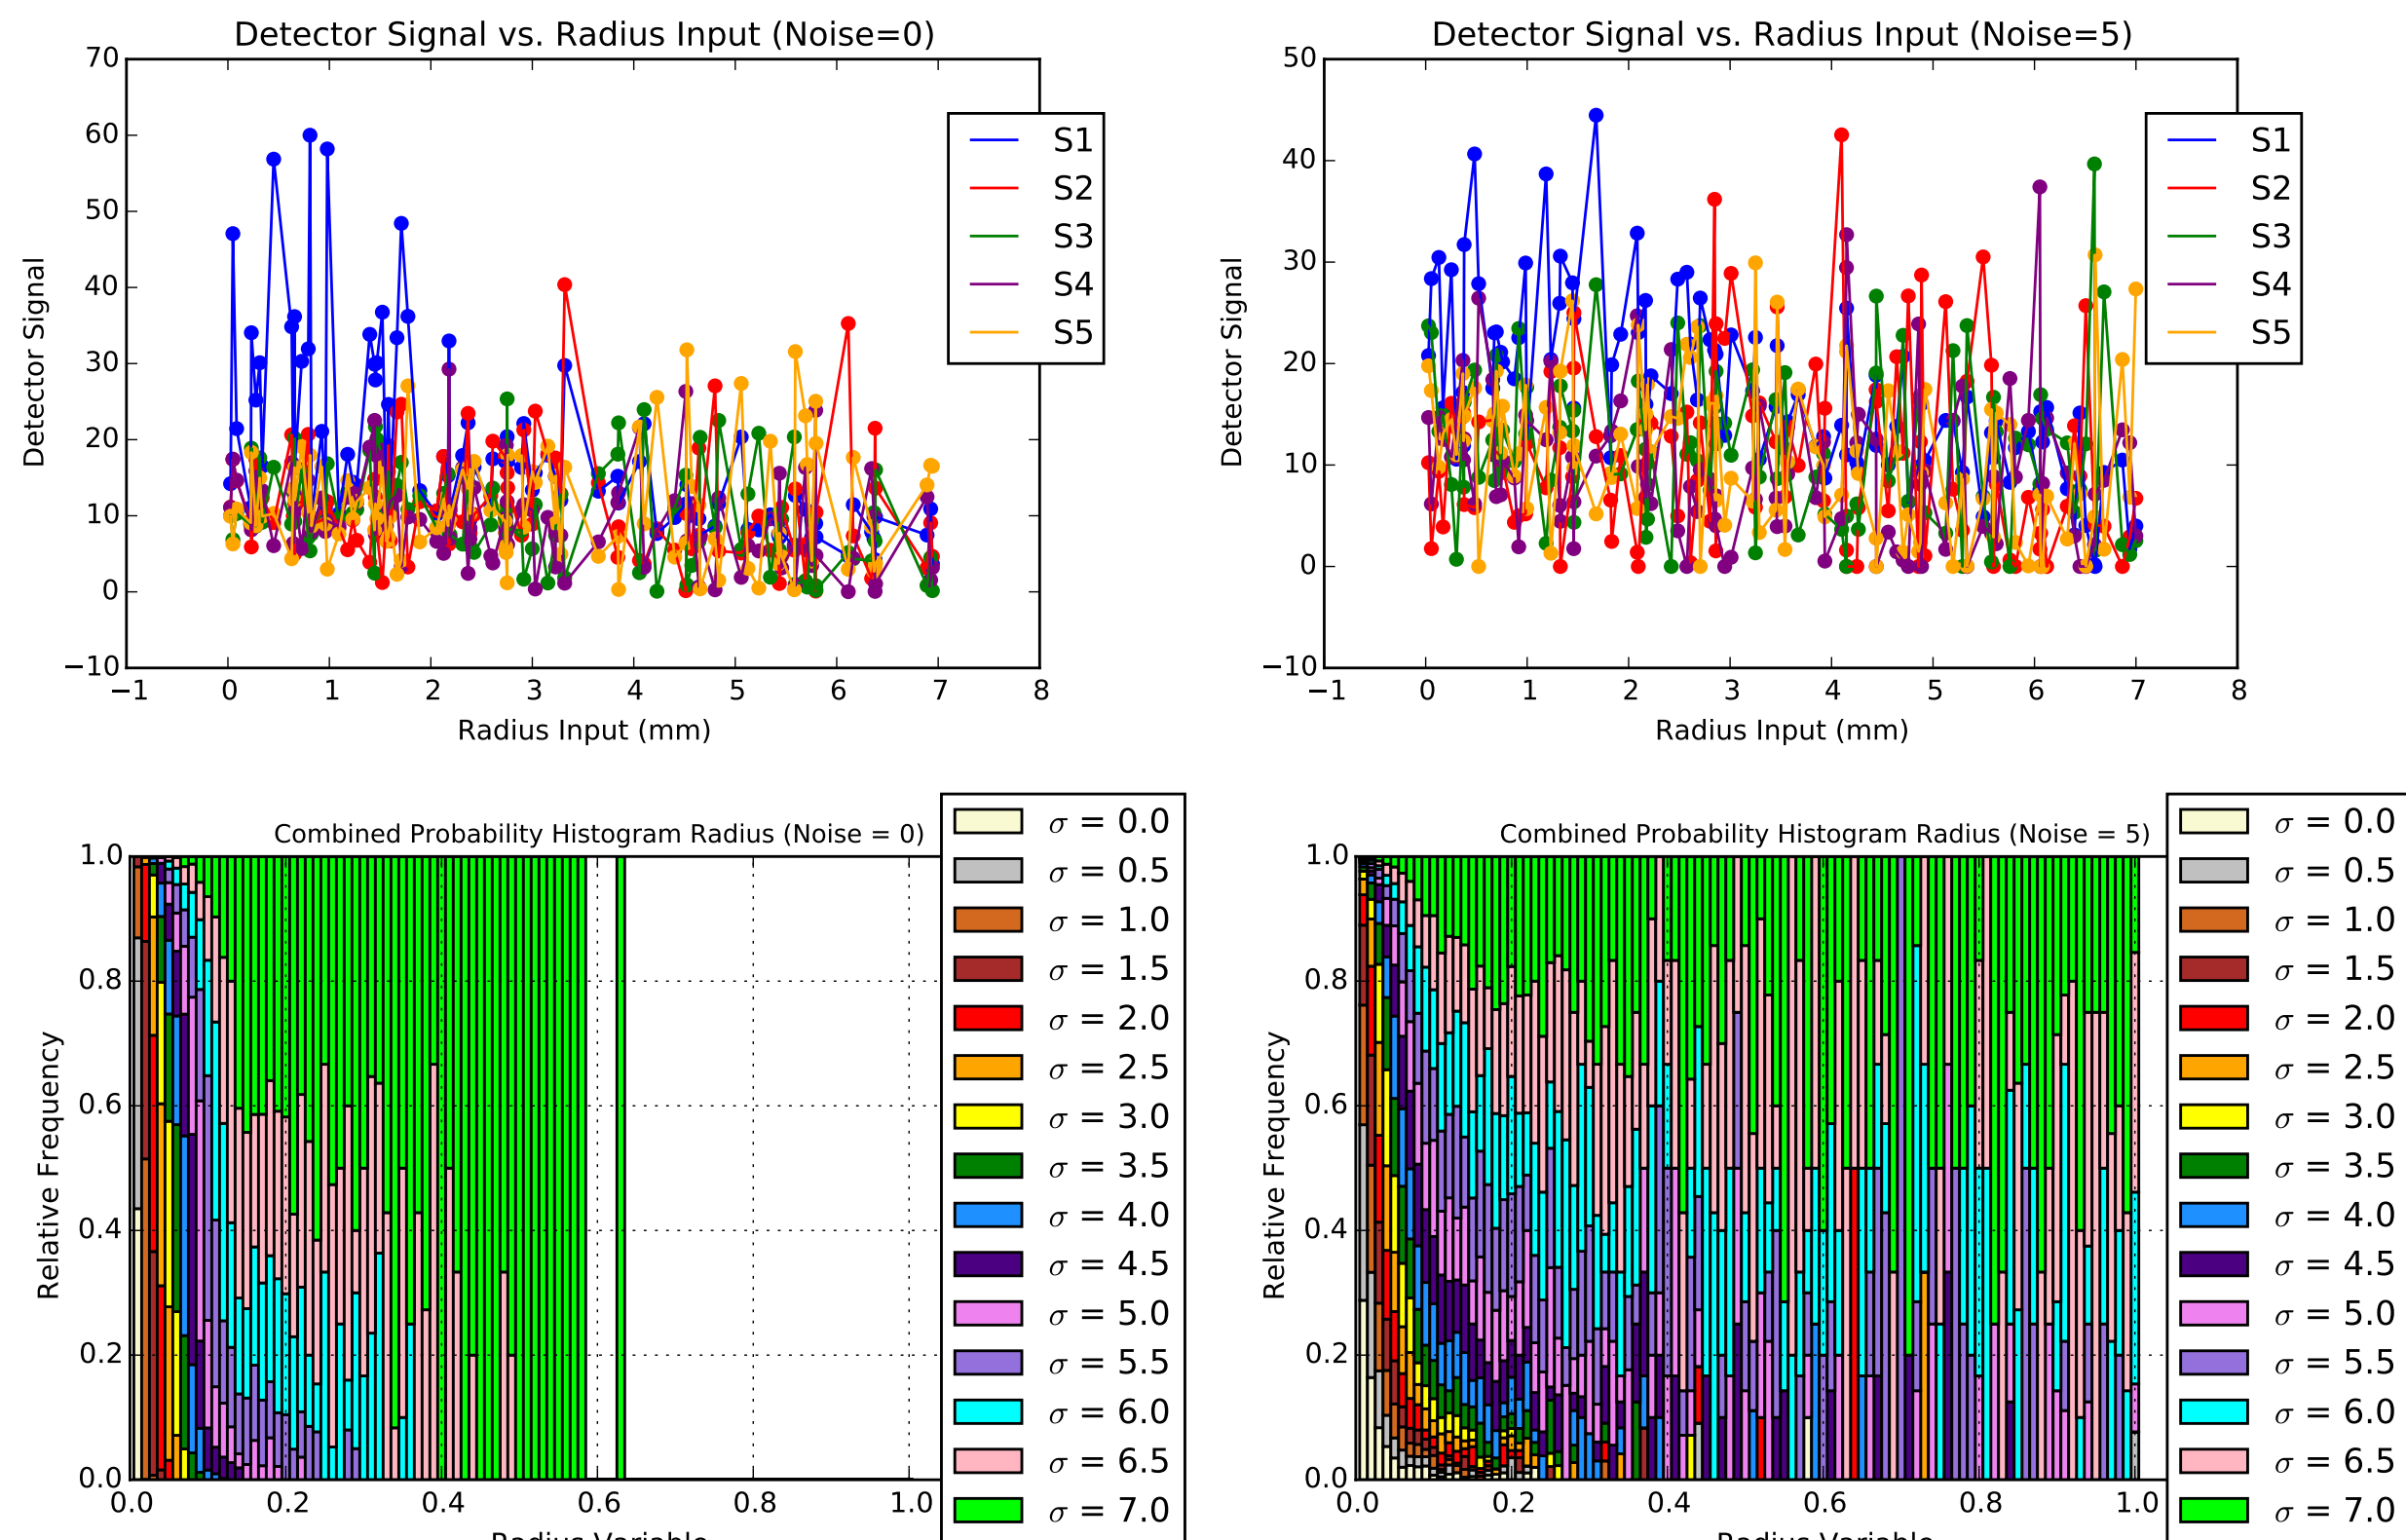 Detector Signal vs. Radius Input (Noise=0)
70
60
50
40
30
20
10
0
−10
Detector Signal
−1 0 1 2 3 4 5 6 7 8
Radius Input (mm)
S1
S2
S3
S4
S5
Detector Signal vs. Radius Input (Noise=5)
50
40
30
20
10
0
−10
Detector Signal
−1 0 1 2 3 4 5 6 7 8
Radius Input (mm)
S1
S2
S3
S4
S5
Combined Probability Histogram Radius (Noise = 0)
1.0
0.8
0.6
0.4
0.2
0.0
Relative Frequency
0.0 0.2 0.4 0.6 0.8 1.0
Radius Variable
σ = 0.0
σ = 0.5
σ = 1.0
σ = 1.5
σ = 2.0
σ = 2.5
σ = 3.0
σ = 3.5
σ = 4.0
σ = 4.5
σ = 5.0
σ = 5.5
σ = 6.0
σ = 6.5
σ = 7.0
Combined Probability Histogram Radius (Noise = 5)
1.0
0.8
0.6
0.4
0.2
0.0
Relative Frequency
0.0 0.2 0.4 0.6 0.8 1.0
Radius Variable
σ = 0.0
σ = 0.5
σ = 1.0
σ = 1.5
σ = 2.0
σ = 2.5
σ = 3.0
σ = 3.5
σ = 4.0
σ = 4.5
σ = 5.0
σ = 5.5
σ = 6.0
σ = 6.5
σ = 7.0